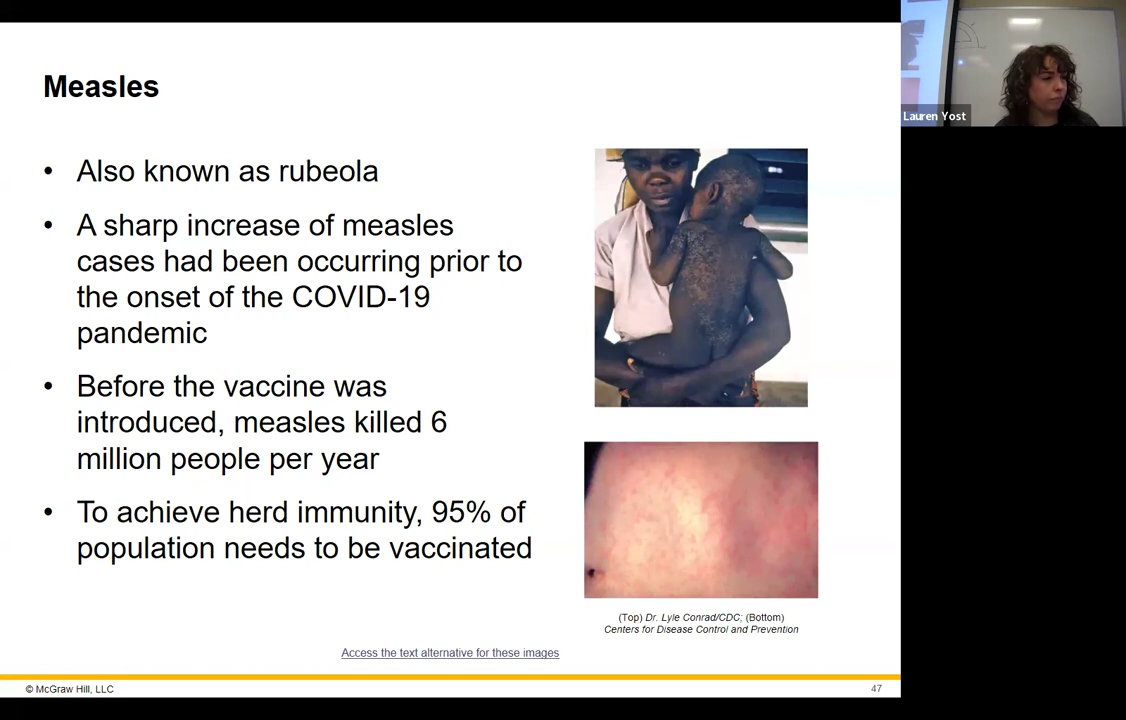 Measles
Lauren Yost
• Also known as rubeola
• A sharp increase of measles
cases had been occurring prior to
the onset of the COVID-19
pandemic
• Before the vaccine was
introduced, measles killed 6
million people per year
• To achieve herd immunity, 95% of
population needs to be vaccinated
(Top) Dr. Lyle Conrad/CDC; (Bottom)
Centers for Disease Control and Prevention
Access the text alternative for these images
© McGraw Hill, LLC
47